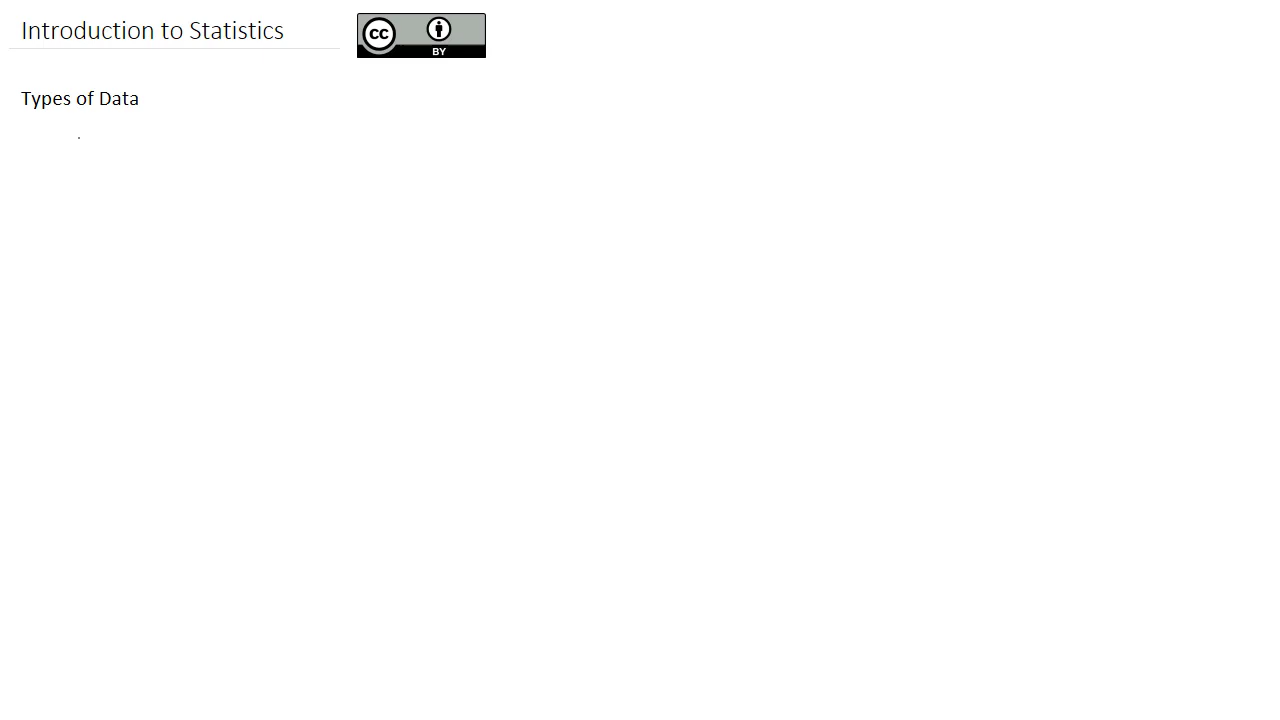 Introduction to Statistics
cc
BY
Types of Data